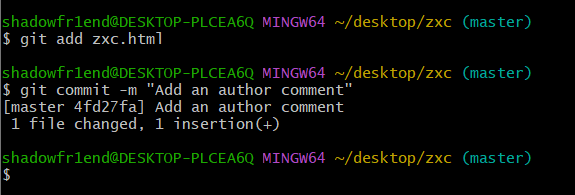 shadowfr1end@DESKTOP-PLCEA6Q MINGW64 ~/desktop/zxc (master)
$ git add zxc.html
shadowfr1end@DESKTOP-PLCEA6Q MINGW64 ~/desktop/zxc (master)
$ git commit -m "Add an author comment"
[master 4fd27fa] Add an author comment
 1 file changed, 1 insertion(+)
shadowfr1end@DESKTOP-PLCEA6Q MINGW64 ~/desktop/zxc (master)
$